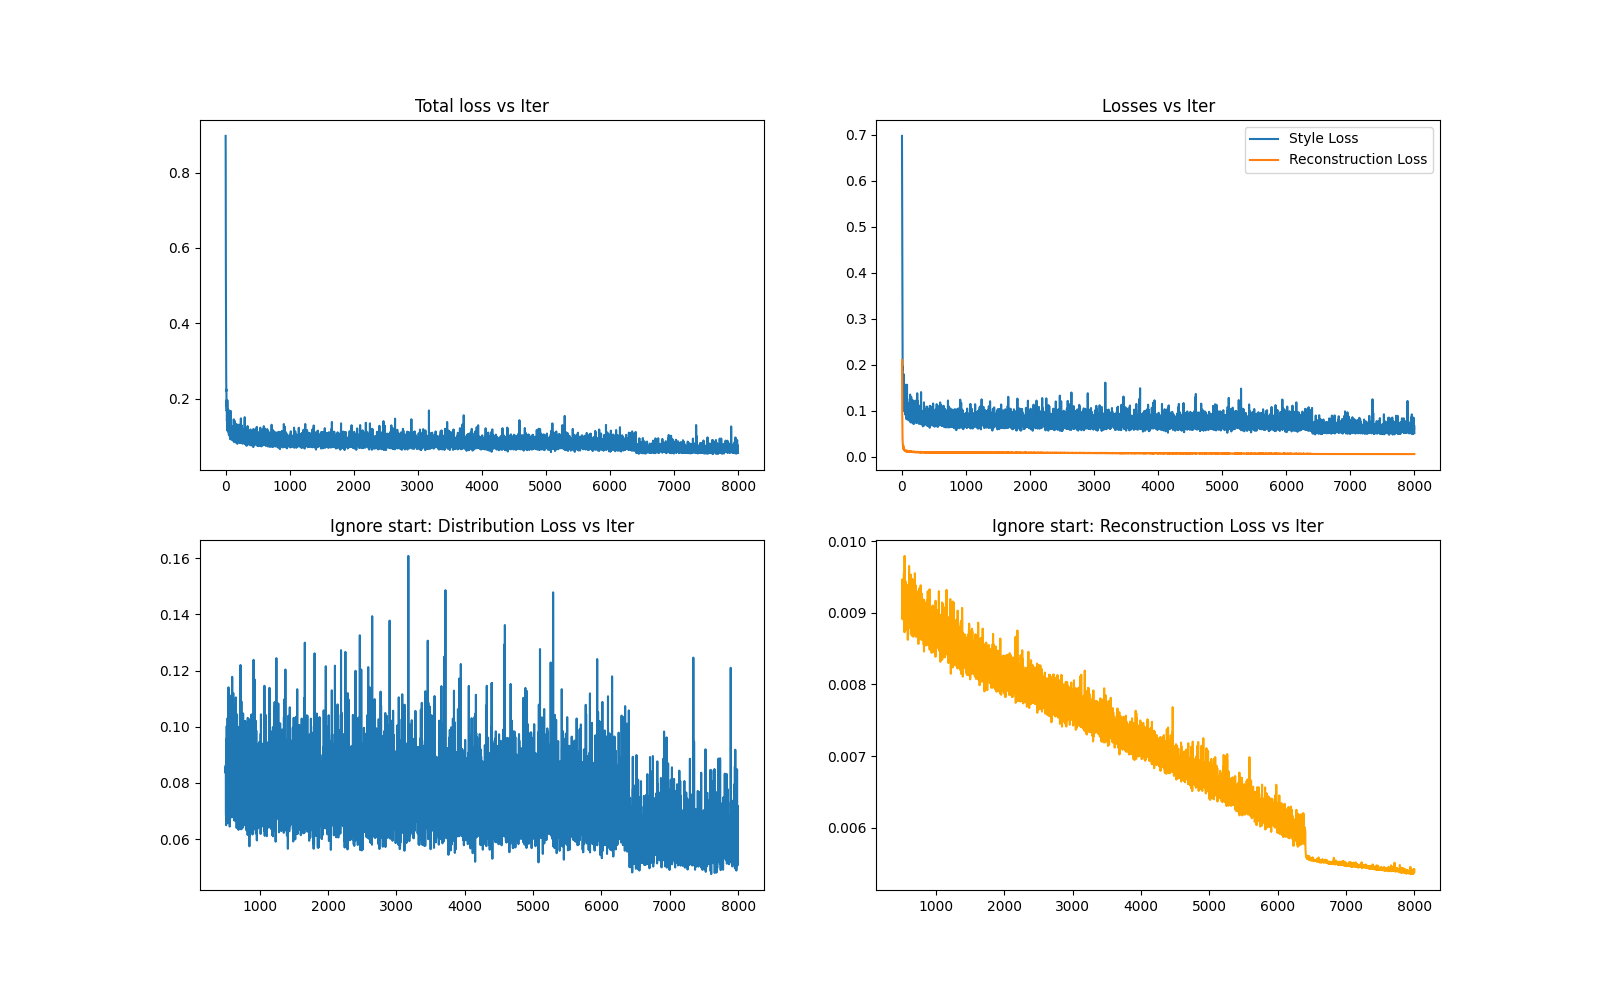 Total loss vs Iter
0.8
0.6
0.4
0.2
0 1000 2000 3000 4000 5000 6000 7000 8000
Losses vs Iter
Style Loss
Reconstruction Loss
0.7
0.6
0.5
0.4
0.3
0.2
0.1
0.0
0 1000 2000 3000 4000 5000 6000 7000 8000
Ignore start: Distribution Loss vs Iter
0.16
0.14
0.12
0.10
0.08
0.06
1000 2000 3000 4000 5000 6000 7000 8000
Ignore start: Reconstruction Loss vs Iter
0.010
0.009
0.008
0.007
0.006
1000 2000 3000 4000 5000 6000 7000 8000